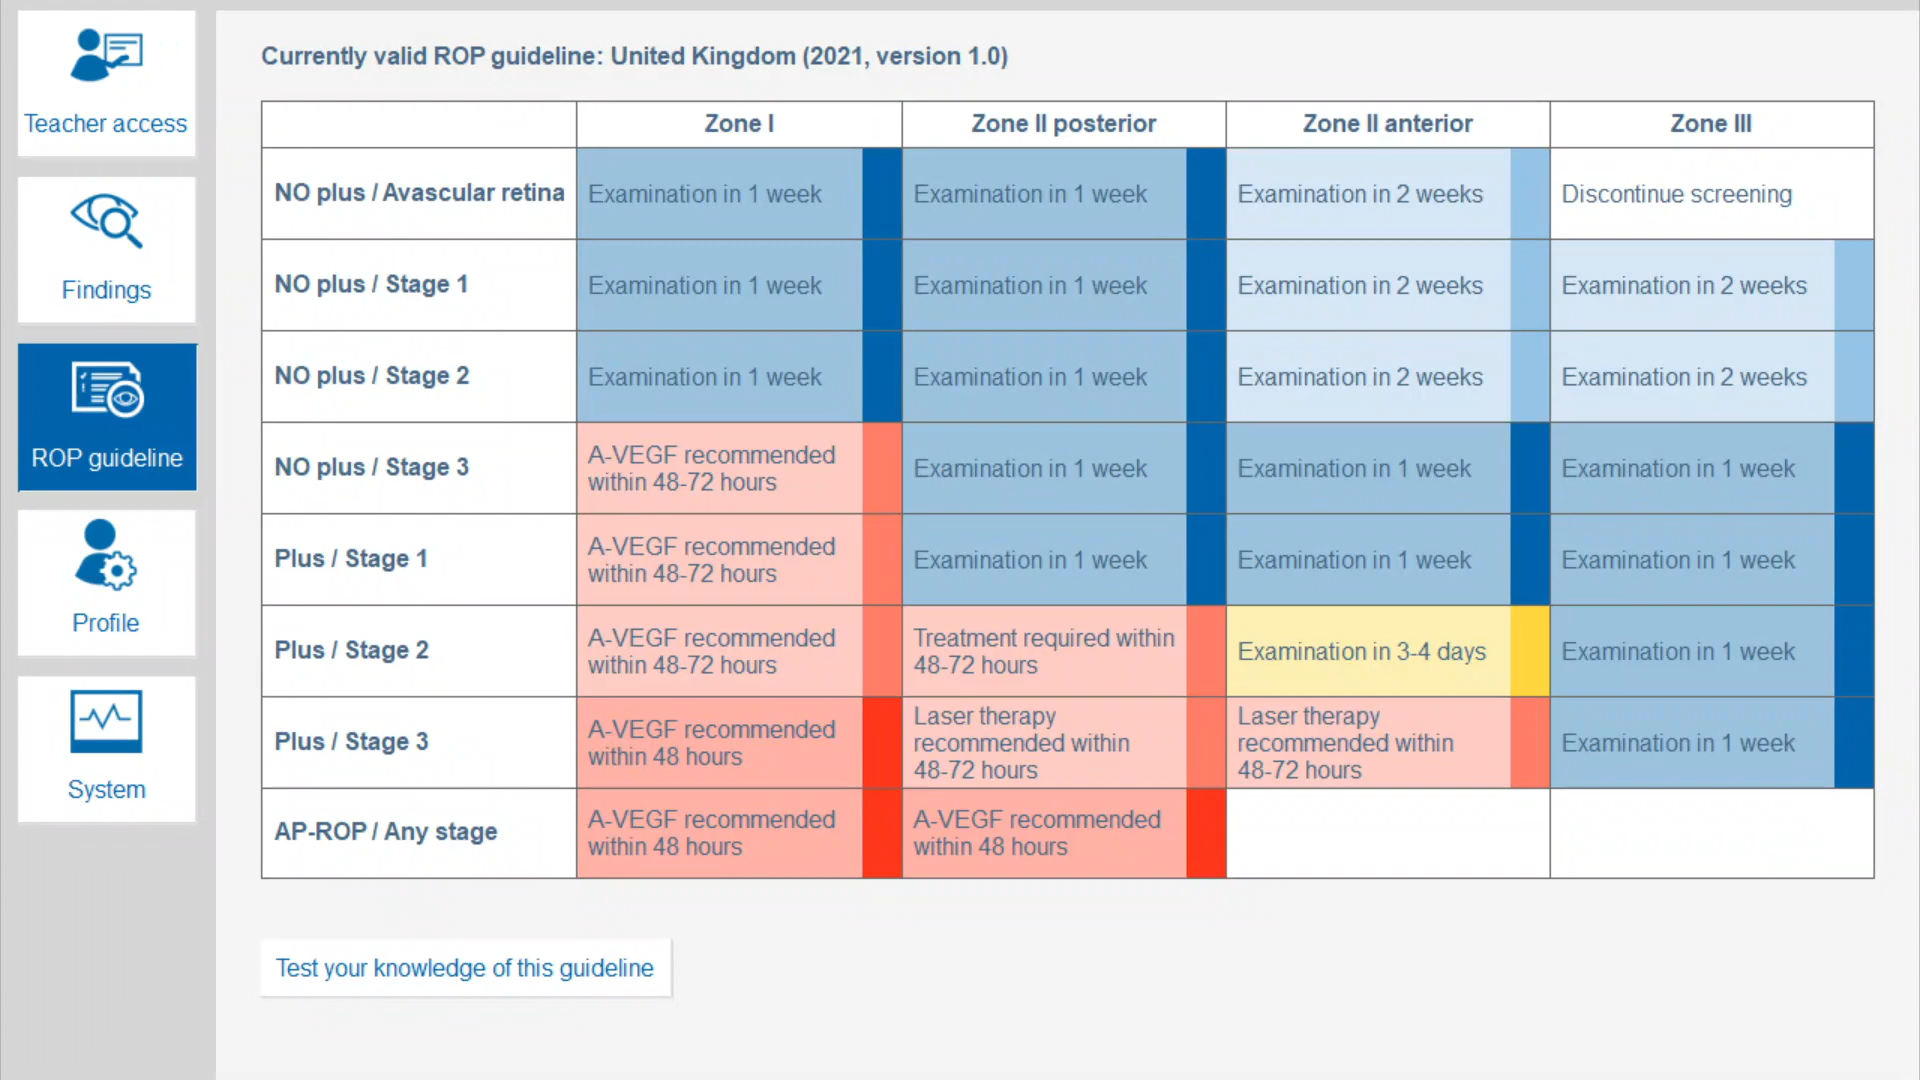 Teacher access
Findings
ROP guideline
Profile
System
Currently valid ROP guideline: United Kingdom (2021, version 1.0)
Zone I
Zone II posterior
Zone II anterior
Zone III
NO plus / Avascular retina
Examination in 1 week
Examination in 1 week
Examination in 2 weeks
Discontinue screening
NO plus / Stage 1
Examination in 1 week
Examination in 1 week
Examination in 2 weeks
Examination in 2 weeks
NO plus / Stage 2
Examination in 1 week
Examination in 1 week
Examination in 2 weeks
Examination in 2 weeks
NO plus / Stage 3
A-VEGF recommended
within 48-72 hours
Examination in 1 week
Examination in 1 week
Examination in 1 week
Plus / Stage 1
A-VEGF recommended
within 48-72 hours
Examination in 1 week
Examination in 1 week
Examination in 1 week
Plus / Stage 2
A-VEGF recommended
within 48-72 hours
Treatment required within
48-72 hours
Examination in 3-4 days
Examination in 1 week
Plus / Stage 3
A-VEGF recommended
within 48 hours
Laser therapy
recommended within
48-72 hours
Laser therapy
recommended within
48-72 hours
Examination in 1 week
AP-ROP / Any stage
A-VEGF recommended
within 48 hours
A-VEGF recommended
within 48 hours
Test your knowledge of this guideline